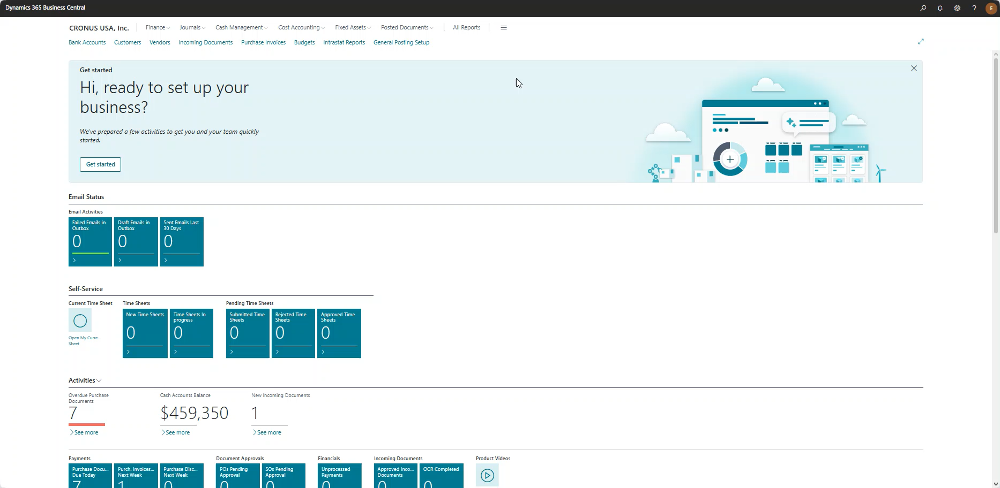 Dynamics 365 Business Central
E
CRONUS USA, Inc.
Finance
Journals
Cash Management
Cost Accounting
Fixed Assets
Posted Documents
All Reports
Bank Accounts
Customers
Vendors
Incoming Documents
Purchase Invoices
Budgets
Intrastat Reports
General Posting Setup
Get started
Hi, ready to set up your
business?
We've prepared a few activities to get you and your team quickly
started.
Get started
Email Status
Email Activities
Failed Emails in
Outbox
0
Draft Emails in
Outbox
0
Sent Emails Last
30 Days
0
Self-Service
Current Time Sheet
Open My Curre...
Sheet
Time Sheets
New Time Sheets
0
Time Sheets In
progress
0
Pending Time Sheets
Submitted Time
Sheets
0
Rejected Time
Sheets
0
Approved Time
Sheets
0
Activities
Overdue Purchase
Documents
7
See more
Cash Accounts Balance
$459,350
See more
New Incoming Documents
1
See more
Payments
Purchase Docu...
Due Today
7
Purch. Invoices...
Next Week
1
Purchase Disc...
Next Week
0
Document Approvals
POs Pending
Approval
0
SOs Pending
Approval
0
Financials
Unprocessed
Payments
0
Incoming Documents
Approved Inco...
Documents
0
OCR Completed
0
Product Videos